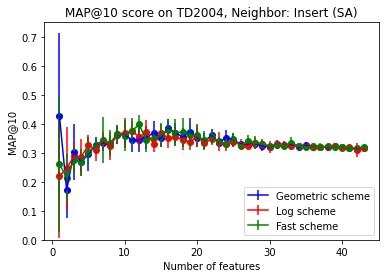 MAP@10 score on TD2004, Neighbor: Insert (SA)
0.7
0.6
0.5
0.4
0.3
0.2
0.1
0.0
MAP@10
0
10
20
30
40
Number of features
Geometric scheme
Log scheme
Fast scheme